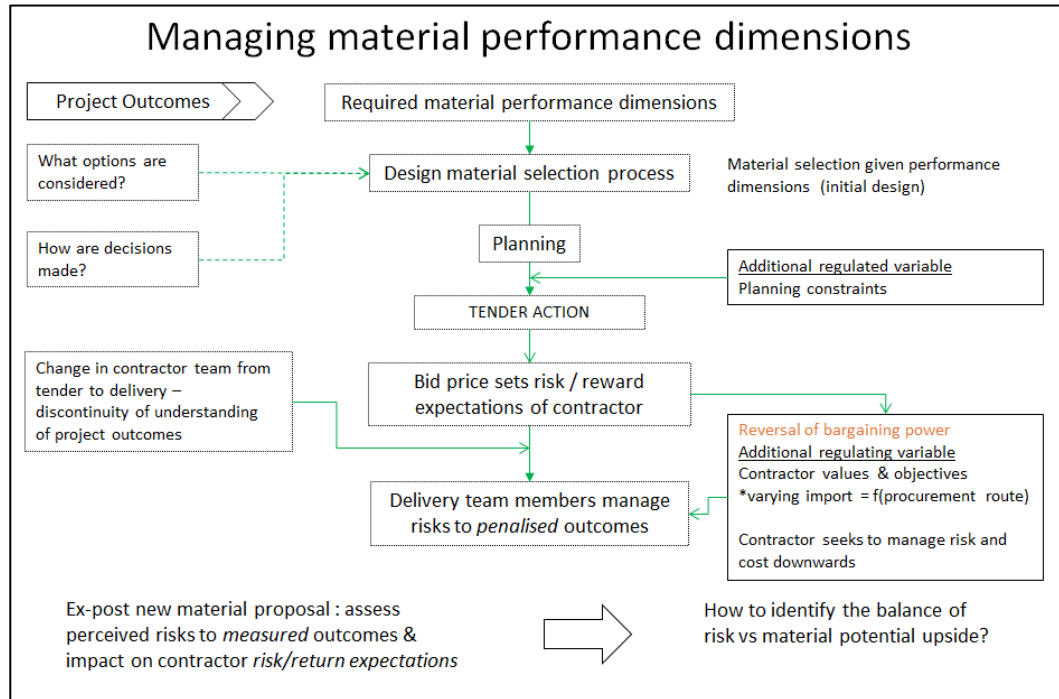 Managing material performance dimensions
Project Outcomes
Required material performance dimensions
What options are
considered?
Design material selection process
Material selection given performance
dimensions (initial design)
How are decisions
made?
Planning
Additional regulated variable
Planning constraints
TENDER ACTION
Change in contractor team from
tender to delivery –
discontinuity of understanding
of project outcomes
Bid price sets risk / reward
expectations of contractor
Reversal of bargaining power
Additional regulating variable
Contractor values & objectives
*varying import = f(procurement route)
Contractor seeks to manage risk and
cost downwards
Delivery team members manage
risks to penalised outcomes
Ex-post new material proposal : assess
perceived risks to measured outcomes &
impact on contractor risk/return expectations
How to identify the balance of
risk vs material potential upside?